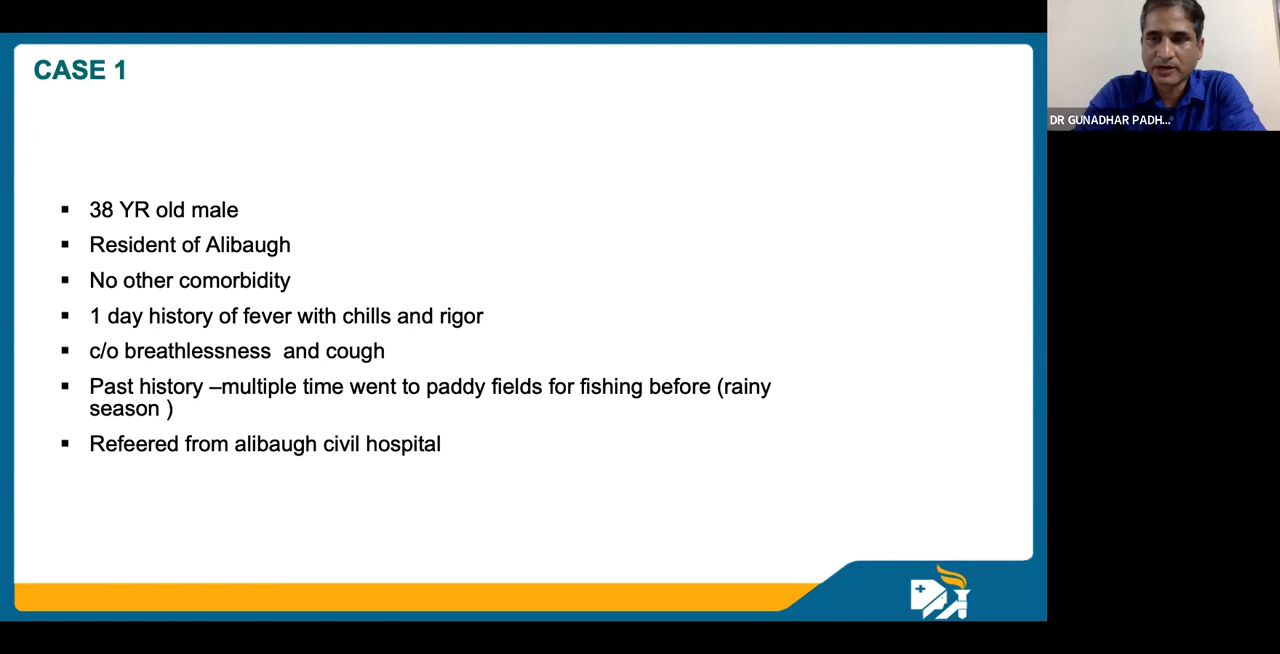 CASE 1
DR GUNADHAR PADH...
▪ 38 YR old male
▪ Resident of Alibaugh
▪ No other comorbidity
▪ 1 day history of fever with chills and rigor
▪ c/o breathlessness  and cough
▪ Past history –multiple time went to paddy fields for fishing before (rainy
season )
▪ Refeered from alibaugh civil hospital